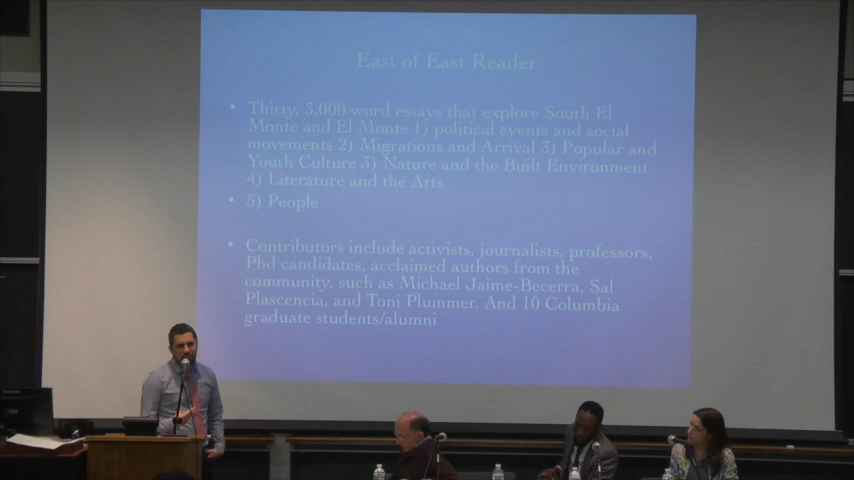 East of East Reader
• Thirty, 3,000 word essays that explore South El
Monte and El Monte 1) political events and social
movements 2) Migrations and Arrival 3) Popular and
Youth Culture 3) Nature and the Built Environment
4) Literature and the Arts
• 5) People
• Contributors include activists, journalists, professors,
Phd candidates, acclaimed authors from the
community, such as Michael Jaime-Becerra, Sal
Plascencia, and Toni Plummer. And 10 Columbia
graduate students/alumni